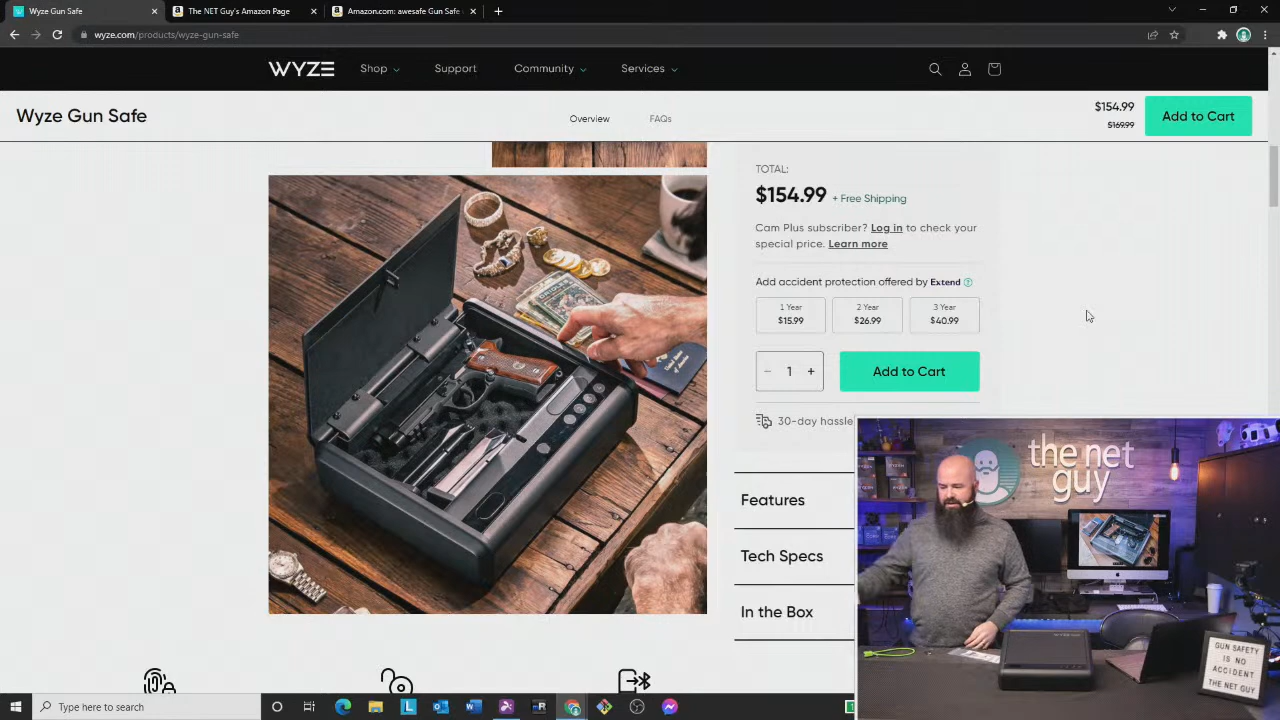 Wyze Gun Safe
The NET Guy's Amazon Page
Amazon.com: awesafe Gun Safe
wyze.com/products/wyze-gun-safe
WYZE
Shop
Support
Community
Services
Wyze Gun Safe
Overview
FAQs
$154.99
$169.99
Add to Cart
TOTAL:
$154.99 + Free Shipping
Cam Plus subscriber? Log in to check your
special price. Learn more
Add accident protection offered by Extend
1 Year
$15.99
2 Year
$26.99
3 Year
$40.99
1
Add to Cart
30-day hassle
Features
Tech Specs
In the Box
the net
guy
GUN SAFETY
IS NO
ACCIDENT
THE NET GUY
Type here to search